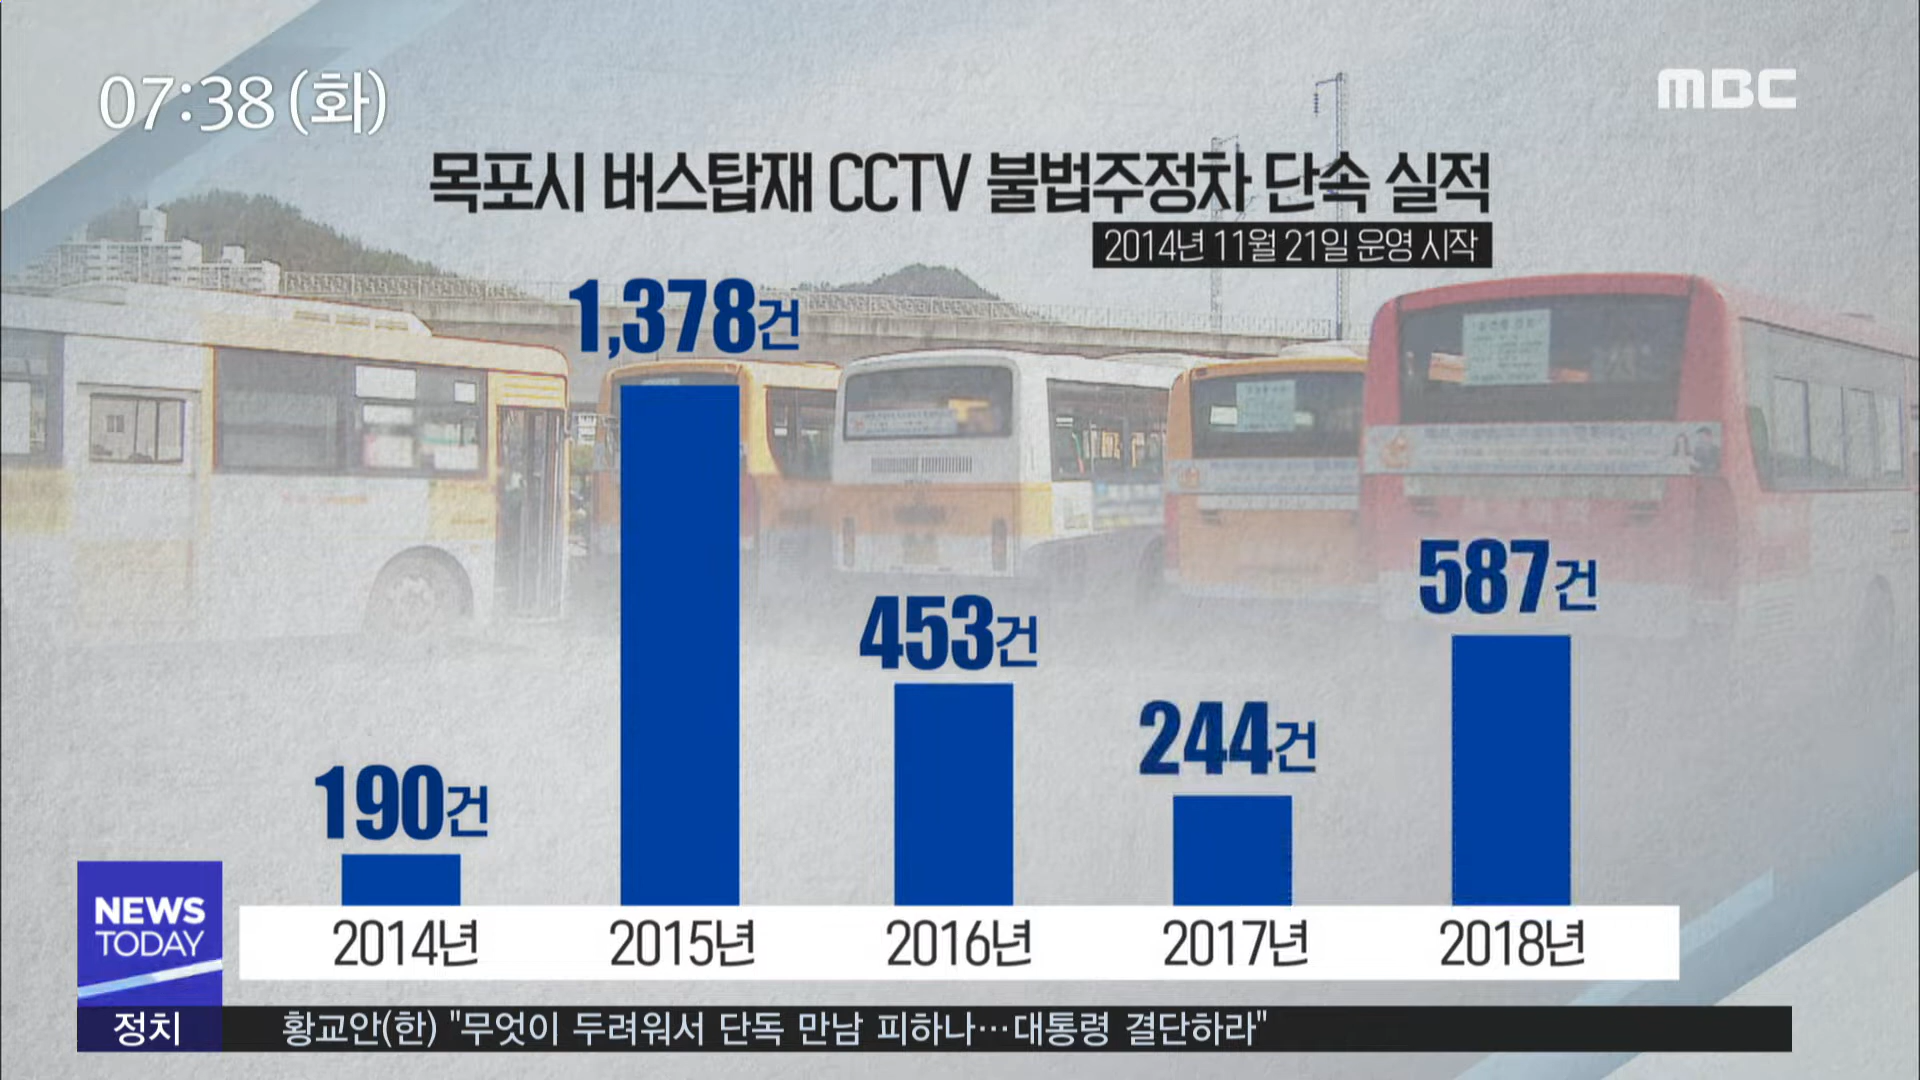 07:38 (화)
MBC
목포시 버스탑재 CCTV 불법주정차 단속 실적
2014년 11월 21일 운영 시작
1,378건
587건
453건
244건
190건
2014년 2015년 2016년 2017년 2018년
NEWS
TODAY
정치
황교안(한) "무엇이 두려워서 단독 만남 피하나…대통령 결단하라"